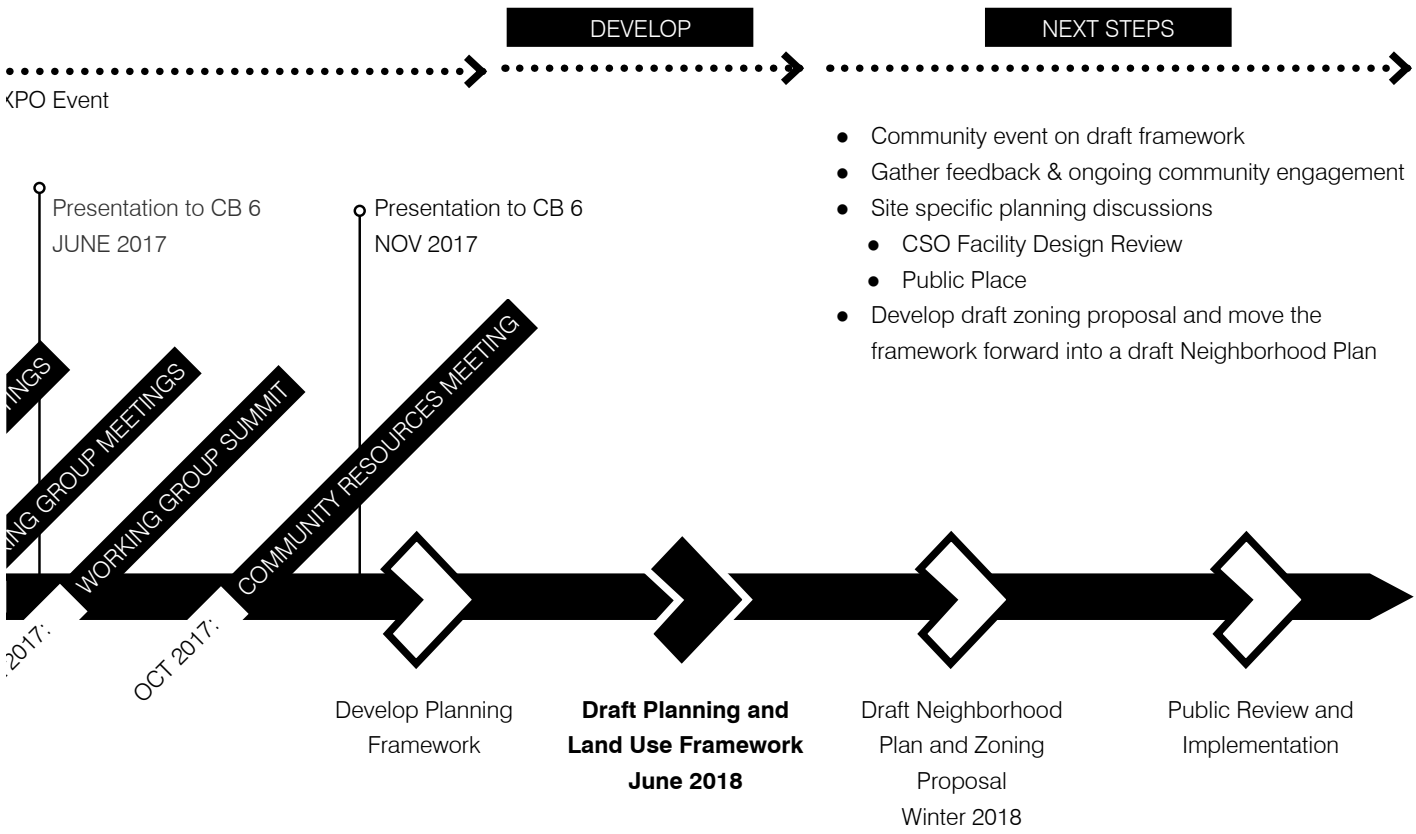 DEVELOP
NEXT STEPS
Event
● Community event on draft framework
● Gather feedback & ongoing community engagement
● Site specific planning discussions
● CSO Facility Design Review
● Public Place
● Develop draft zoning proposal and move the
framework forward into a draft Neighborhood Plan
Presentation to CB 6
JUNE 2017
Presentation to CB 6
NOV 2017
GROUP MEETINGS
WORKING GROUP SUMMIT
COMMUNITY RESOURCES MEETING
2017:
OCT 2017:
Develop Planning
Framework
Draft Planning and
Land Use Framework
June 2018
Draft Neighborhood
Plan and Zoning
Proposal
Winter 2018
Public Review and
Implementation